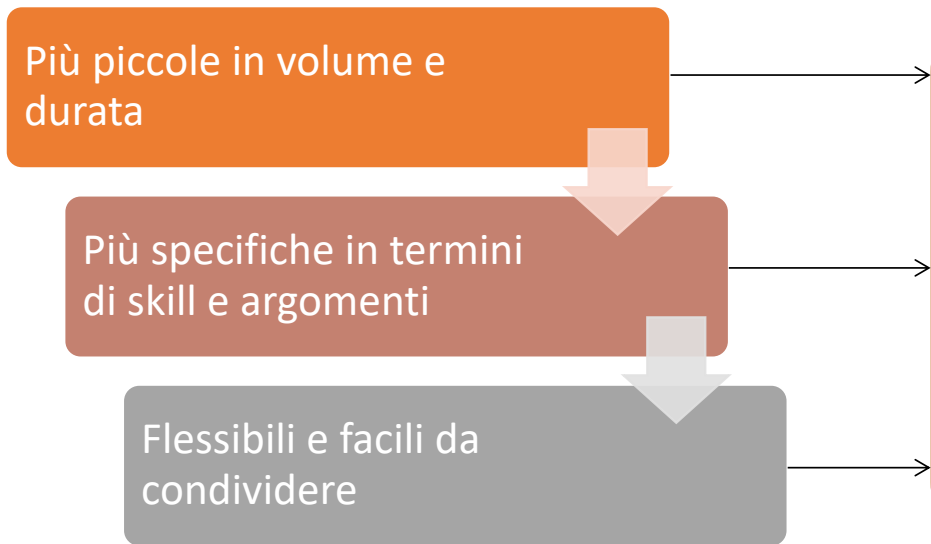 Più piccole in volume e
durata
Più specifiche in termini
di skill e argomenti
Flessibili e facili da
condividere